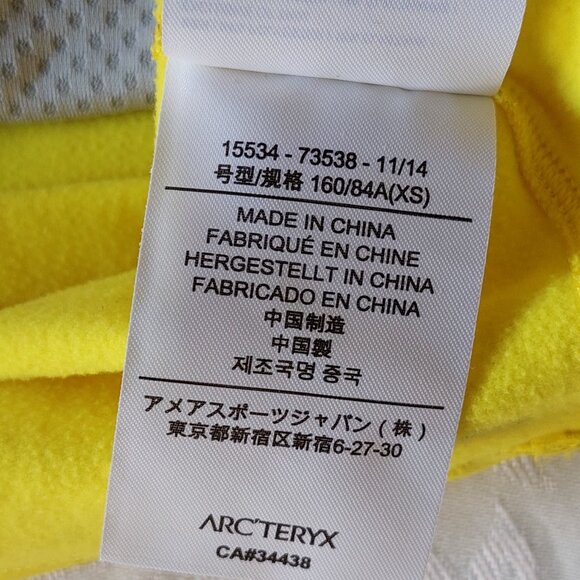 15534 - 73538 - 11/14
号型/规格 160/84A(XS)
MADE IN CHINA
FABRIQUÉ EN CHINE
HERGESTELLT IN CHINA
FABRICADO EN CHINA
中国制造
中国製
제조국명 중국
アメアスポーツジャパン（株）
東京都新宿区新宿6-27-30
ARC'TERYX
CA#34438